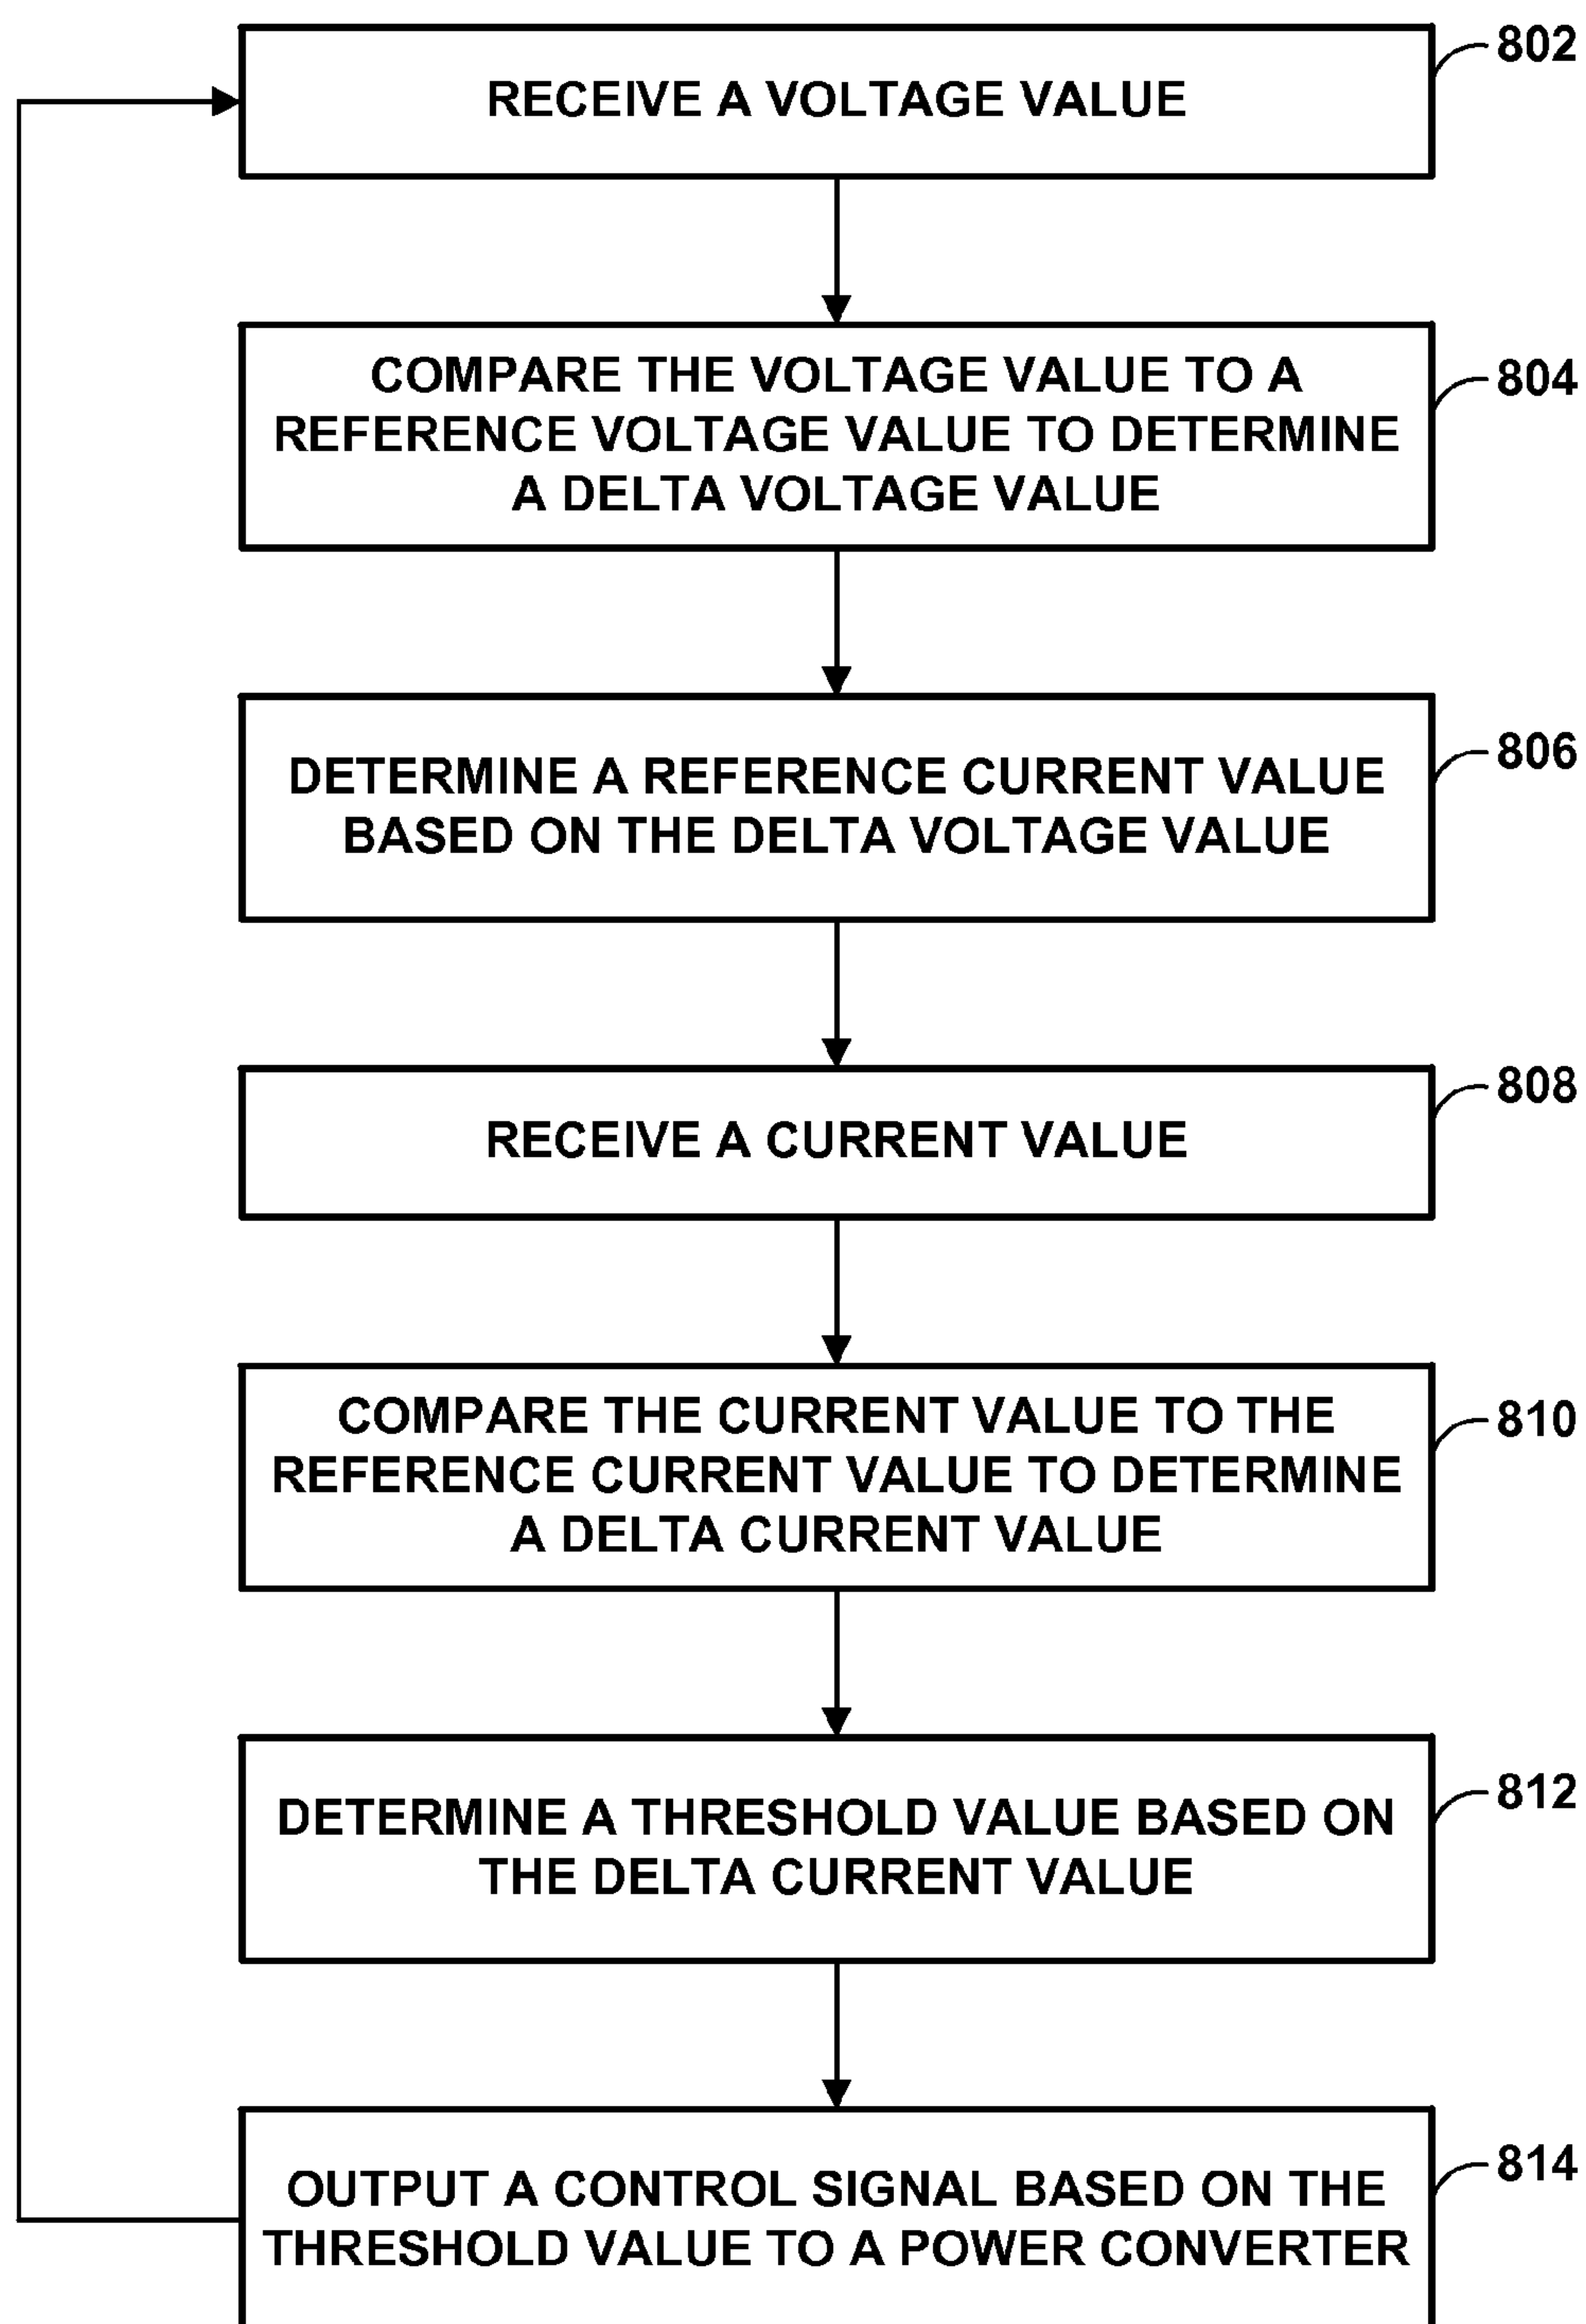 802
RECEIVE A VOLTAGE VALUE
804
COMPARE THE VOLTAGE VALUE TO A
REFERENCE VOLTAGE VALUE TO DETERMINE
A DELTA VOLTAGE VALUE
806
DETERMINE A REFERENCE CURRENT VALUE
BASED ON THE DELTA VOLTAGE VALUE
808
RECEIVE A CURRENT VALUE
810
COMPARE THE CURRENT VALUE TO THE
REFERENCE CURRENT VALUE TO DETERMINE
A DELTA CURRENT VALUE
812
DETERMINE A THRESHOLD VALUE BASED ON
THE DELTA CURRENT VALUE
814
OUTPUT A CONTROL SIGNAL BASED ON THE
THRESHOLD VALUE TO A POWER CONVERTER